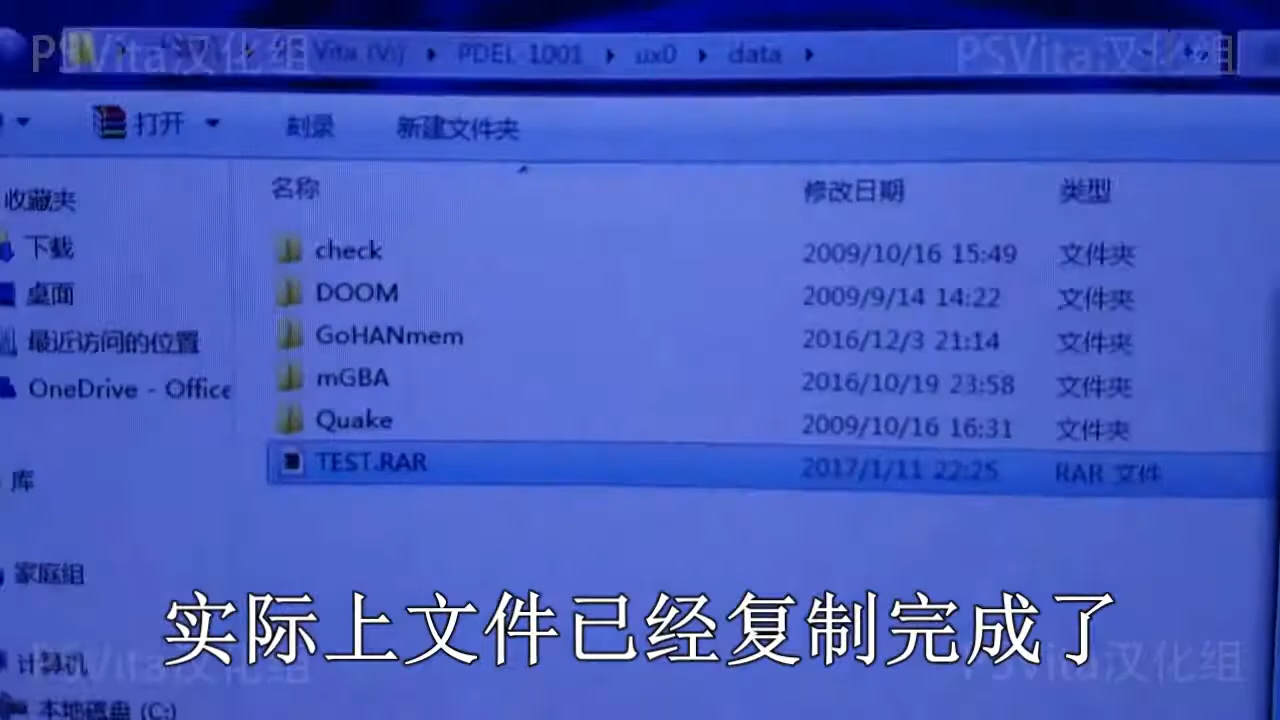 PSVita汉化组
PSVita汉化组
Vita (V:) ▸ PDEL-1001 ▸ ux0 ▸ data ▸
打开
刻录
新建文件夹
名称 修改日期 类型
收藏夹
下载
桌面
最近访问的位置
OneDrive - Office
库
家庭组
计算机
本地磁盘 (C:)
check 2009/10/16 15:49 文件夹
DOOM 2009/9/14 14:22 文件夹
GoHANmem 2016/12/3 21:14 文件夹
mGBA 2016/10/19 23:58 文件夹
Quake 2009/10/16 16:31 文件夹
TEST.RAR 2017/1/11 22:25 RAR 文件
实际上文件已经复制完成了
PSVita汉化组
PSVita汉化组